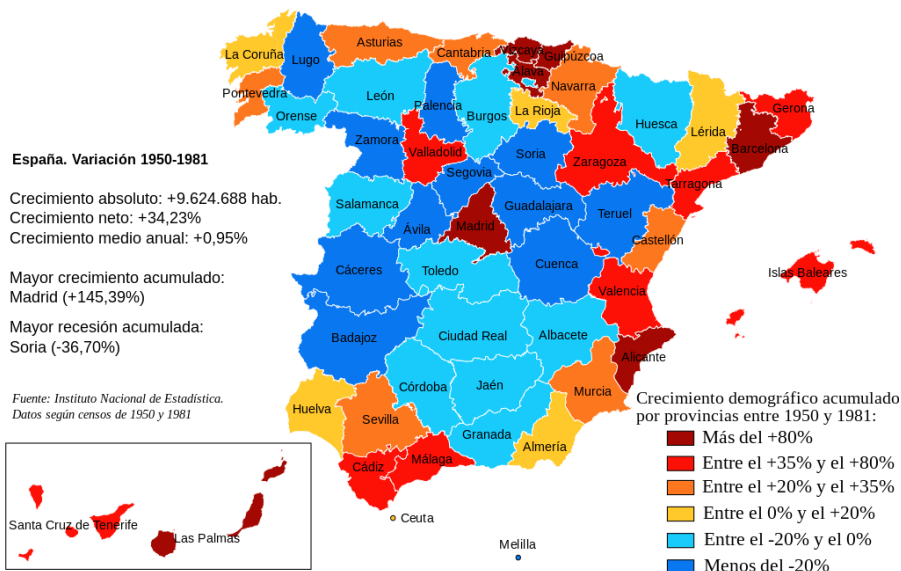 Asturias
Cantabria
Vizcaya
Guipúzcoa
La Coruña
Lugo
Álava
Navarra
Pontevedra
León
Gerona
Palencia
Burgos
La Rioja
Huesca
Lérida
Orense
Zamora
Valladolid
Soria
Zaragoza
Barcelona
España. Variación 1950-1981
Segovia
Tarragona
Crecimiento absoluto: +9.624.688 hab.
Crecimiento neto: +34,23%
Crecimiento medio anual: +0,95%
Salamanca
Ávila
Madrid
Guadalajara
Teruel
Castellón
Mayor crecimiento acumulado:
Madrid (+145,39%)
Cáceres
Toledo
Cuenca
Islas Baleares
Valencia
Mayor recesión acumulada:
Soria (-36,70%)
Badajoz
Ciudad Real
Albacete
Alicante
Fuente: Instituto Nacional de Estadística.
Datos según censos de 1950 y 1981
Córdoba
Jaén
Murcia
Huelva
Sevilla
Granada
Almería
Cádiz
Málaga
Crecimiento demográfico acumulado
por provincias entre 1950 y 1981:
Más del +80%
Entre el +35% y el +80%
Entre el +20% y el +35%
Entre el 0% y el +20%
Entre el -20% y el 0%
Menos del -20%
Santa Cruz de Tenerife
Las Palmas
Ceuta
Melilla